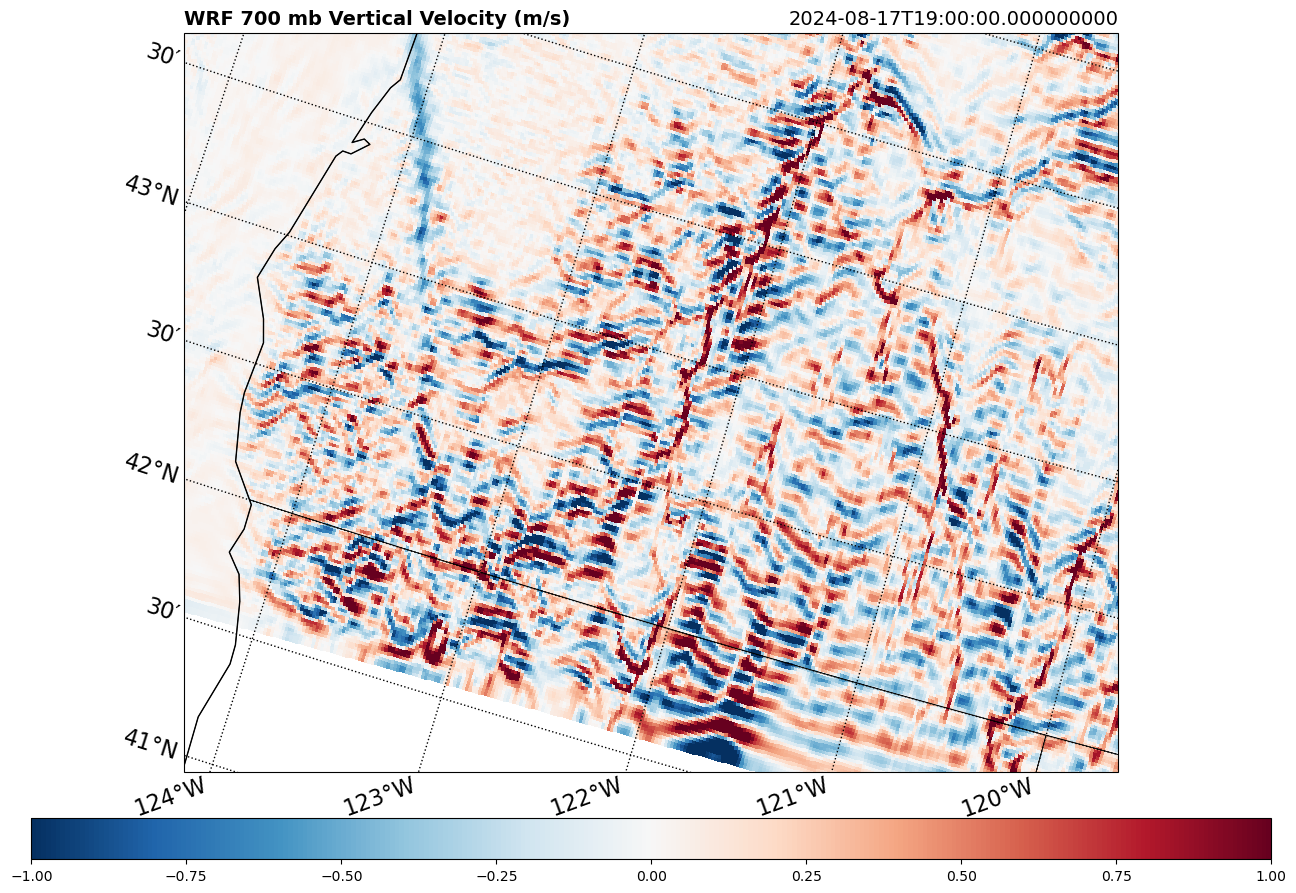 WRF 700 mb Vertical Velocity (m/s) 2024-08-17T19:00:00.000000000
30′
43°N
30′
42°N
30′
41°N
124°W 123°W 122°W 121°W 120°W
−1.00 −0.75 −0.50 −0.25 0.00 0.25 0.50 0.75 1.00